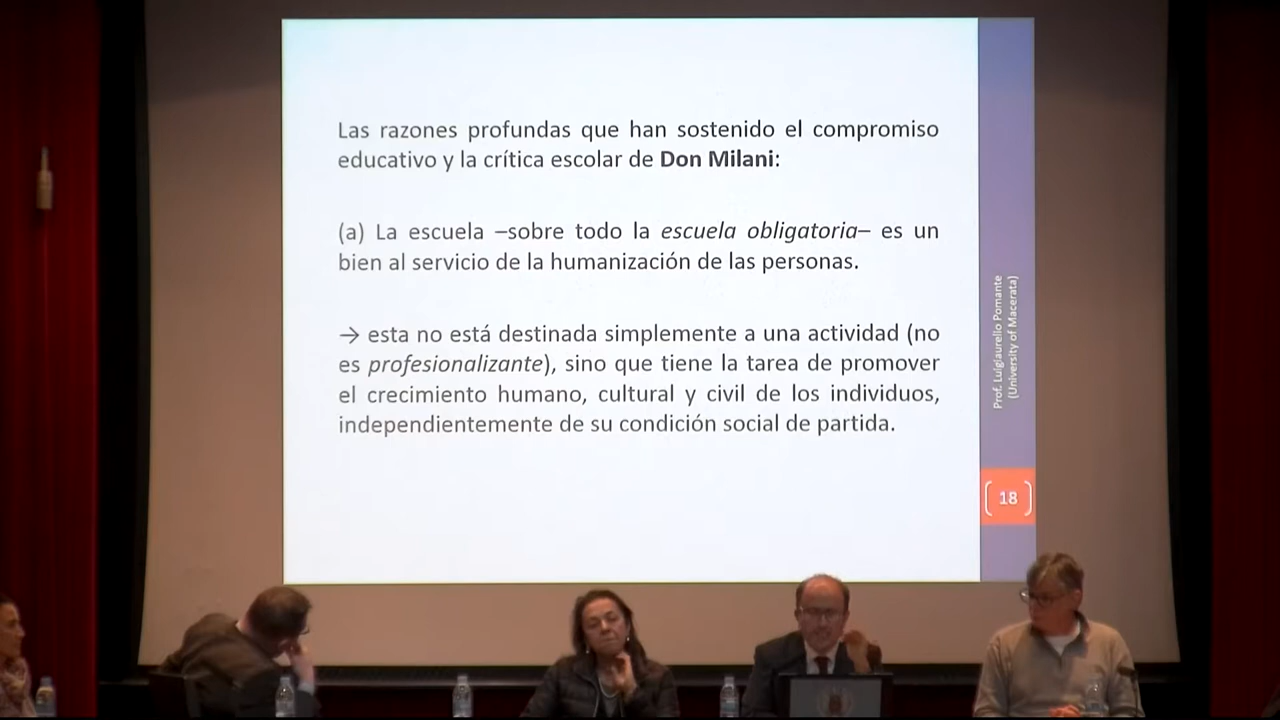 Las razones profundas que han sostenido el compromiso
educativo y la crítica escolar de Don Milani:
(a) La escuela –sobre todo la escuela obligatoria– es un
bien al servicio de la humanización de las personas.
→ esta no está destinada simplemente a una actividad (no
es profesionalizante), sino que tiene la tarea de promover
el crecimiento humano, cultural y civil de los individuos,
independientemente de su condición social de partida.
Prof. Luigiaurelio Pomante
(University of Macerata)
18